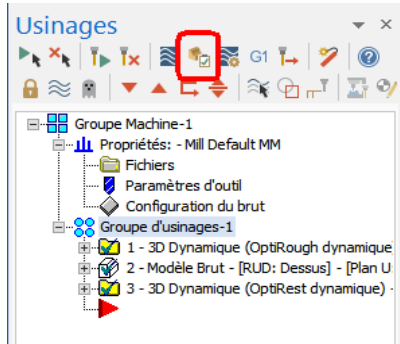 Usinages
G1
Groupe Machine-1
Propriétés: - Mill Default MM
Fichiers
Paramètres d'outil
Configuration du brut
Groupe d'usinages-1
1 - 3D Dynamique (OptiRough dynamique
2 - Modèle Brut - [RUD: Dessus] - [Plan U
3 - 3D Dynamique (OptiRest dynamique) -